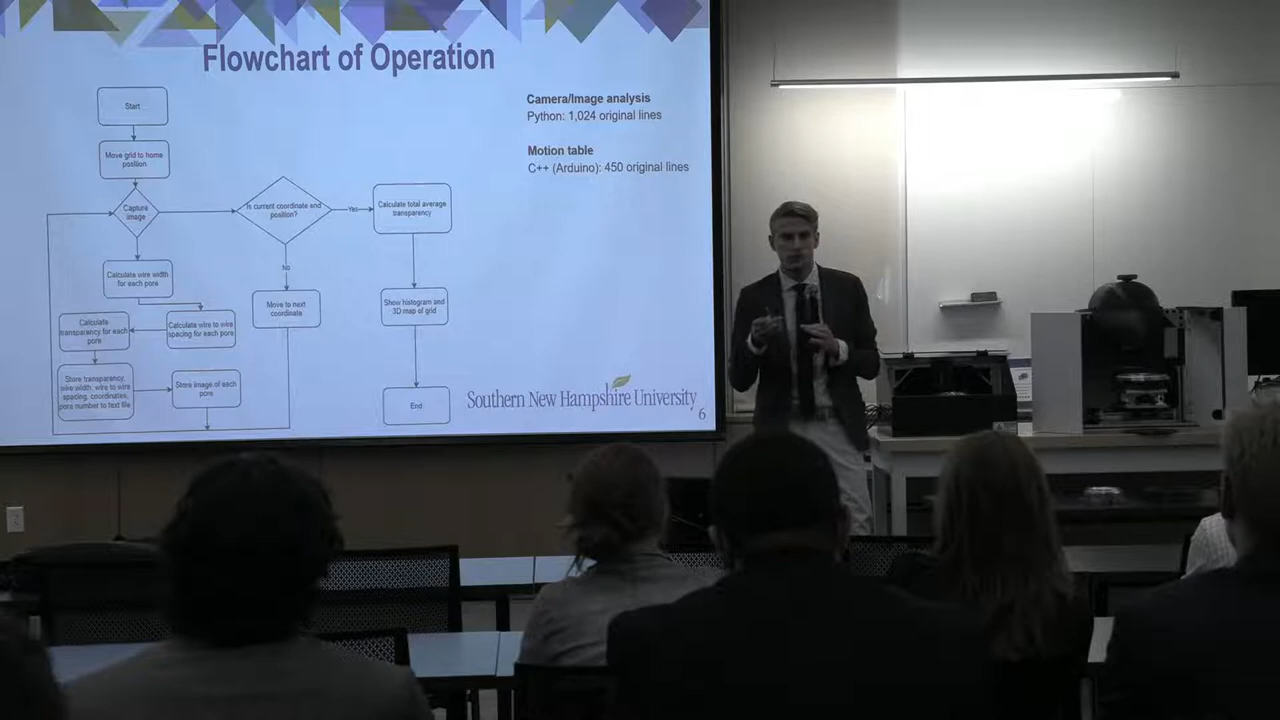 Flowchart of Operation
Start
Move grid to home
position
Capture
image
Is current coordinate end
position?
Yes
Calculate total average
transparency
No
Move to next
coordinate
Show histogram and
3D map of grid
End
Calculate wire width
for each pore
Calculate wire to wire
spacing for each pore
Calculate
transparency for each
pore
Store transparency,
wire width, wire to wire
spacing, coordinates,
pore number to text file
Store image of each
pore
Camera/Image analysis
Python: 1,024 original lines
Motion table
C++ (Arduino): 450 original lines
Southern New Hampshire University
6